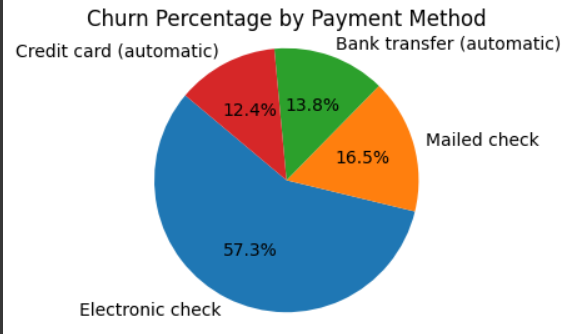 Churn Percentage by Payment Method
Credit card (automatic)
Bank transfer (automatic)
12.4%
13.8%
Mailed check
16.5%
57.3%
Electronic check